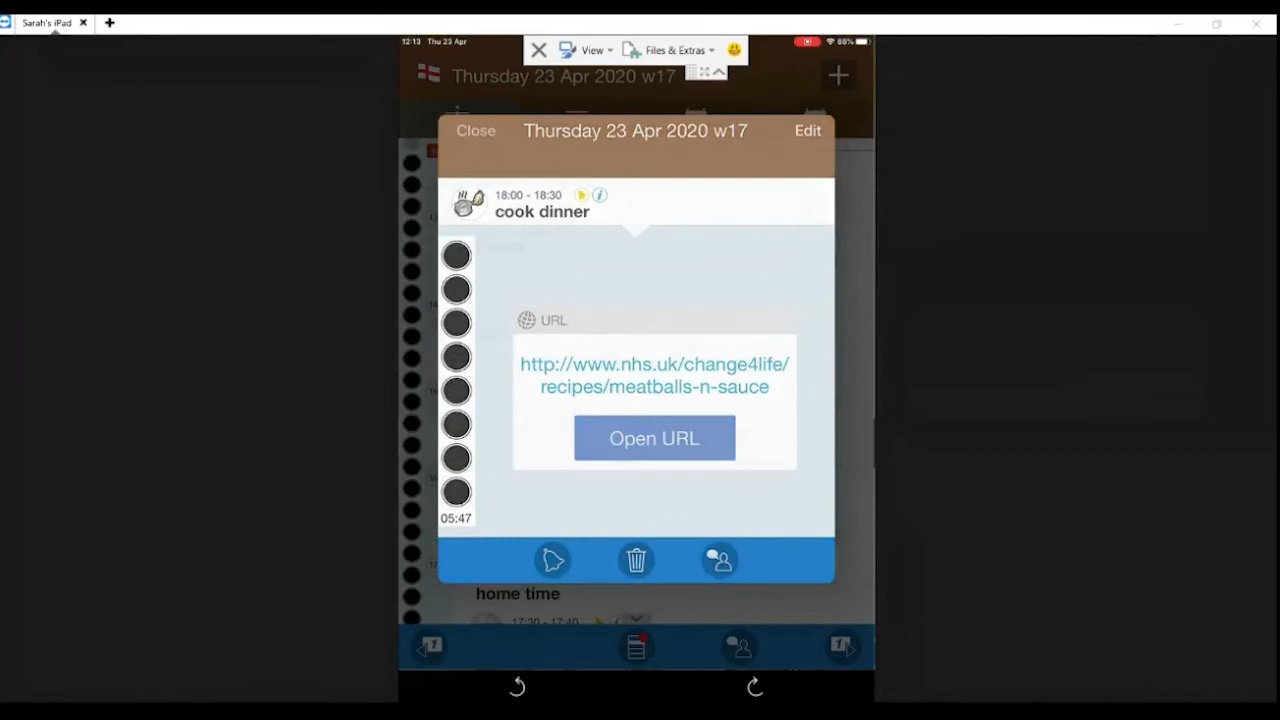 Sarah's iPad
12:13 Thu 23 Apr
View
Files & Extras
88%
Thursday 23 Apr 2020 w17
Close
Thursday 23 Apr 2020 w17
Edit
18:00 - 18:30
cook dinner
URL
http://www.nhs.uk/change4life/
recipes/meatballs-n-sauce
Open URL
05:47
home time
17:30 - 17:40
1
1